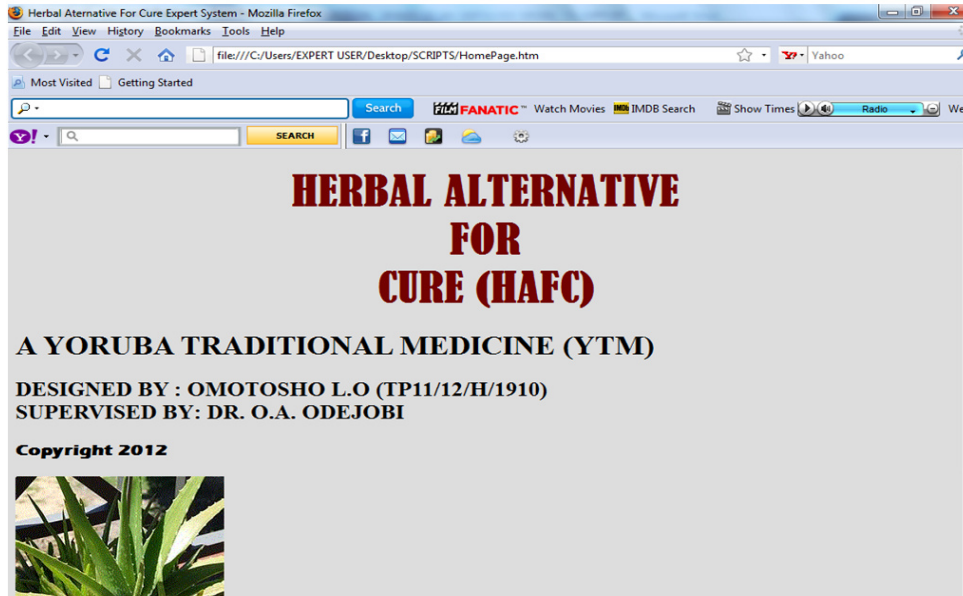 Herbal Aternative For Cure Expert System - Mozilla Firefox
File Edit View History Bookmarks Tools Help
file:///C:/Users/EXPERT USER/Desktop/SCRIPTS/HomePage.htm Yahoo
Most Visited Getting Started
Search FANATIC™ Watch Movies IMDB Search Show Times Radio We
Y! SEARCH
HERBAL ALTERNATIVE
FOR
CURE (HAFC)
A YORUBA TRADITIONAL MEDICINE (YTM)
DESIGNED BY : OMOTOSHO L.O (TP11/12/H/1910)
SUPERVISED BY: DR. O.A. ODEJOBI
Copyright 2012